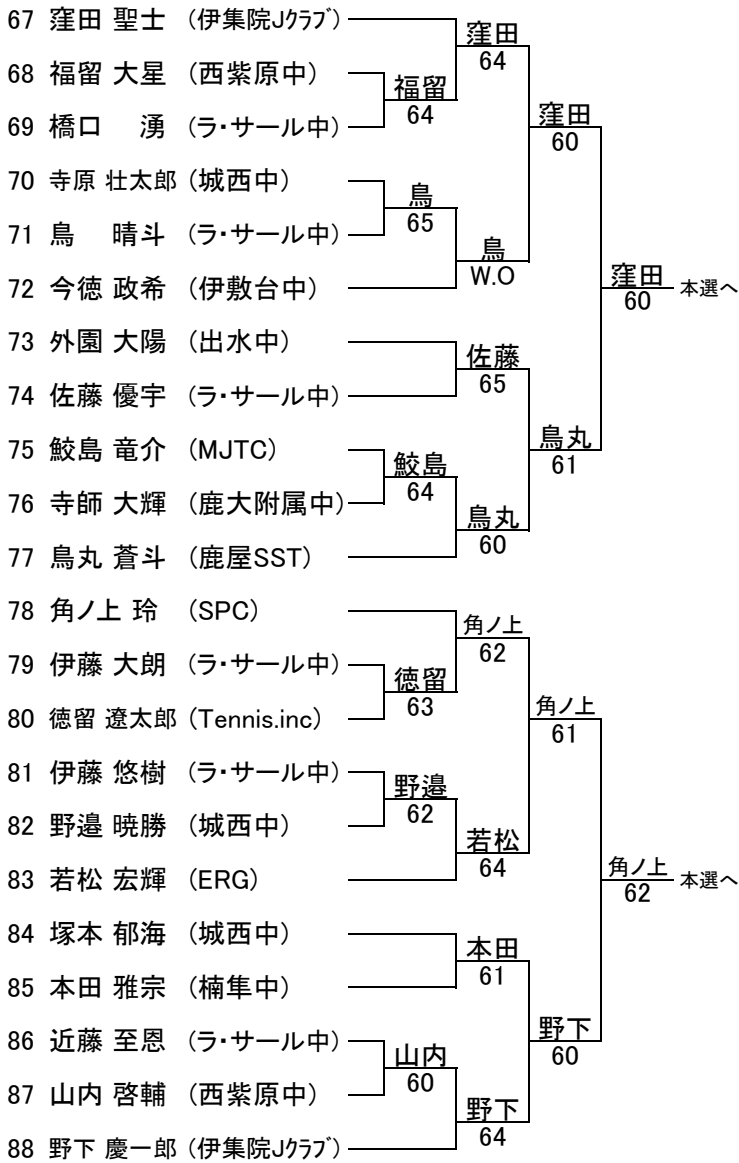 67 窪田 聖士 (伊集院Jｸﾗﾌﾞ)
窪田
64
68 福留 大星 (西紫原中)
福留
64
69 橋口 湧 (ラ・サール中)
窪田
60
70 寺原 壮太郎 (城西中)
鳥
65
71 鳥 晴斗 (ラ・サール中)
鳥
W.O
72 今徳 政希 (伊敷台中)
窪田
60
本選へ
73 外園 大陽 (出水中)
佐藤
65
74 佐藤 優宇 (ラ・サール中)
鳥丸
61
75 鮫島 竜介 (MJTC)
鮫島
64
76 寺師 大輝 (鹿大附属中)
鳥丸
60
77 鳥丸 蒼斗 (鹿屋SST)
78 角ノ上 玲 (SPC)
角ノ上
62
79 伊藤 大朗 (ラ・サール中)
徳留
63
80 徳留 遼太郎 (Tennis.inc)
角ノ上
61
81 伊藤 悠樹 (ラ・サール中)
野邉
62
82 野邉 暁勝 (城西中)
若松
64
83 若松 宏輝 (ERG)
角ノ上
62
本選へ
84 塚本 郁海 (城西中)
本田
61
85 本田 雅宗 (楠隼中)
野下
60
86 近藤 至恩 (ラ・サール中)
山内
60
87 山内 啓輔 (西紫原中)
野下
64
88 野下 慶一郎 (伊集院Jｸﾗﾌﾞ)